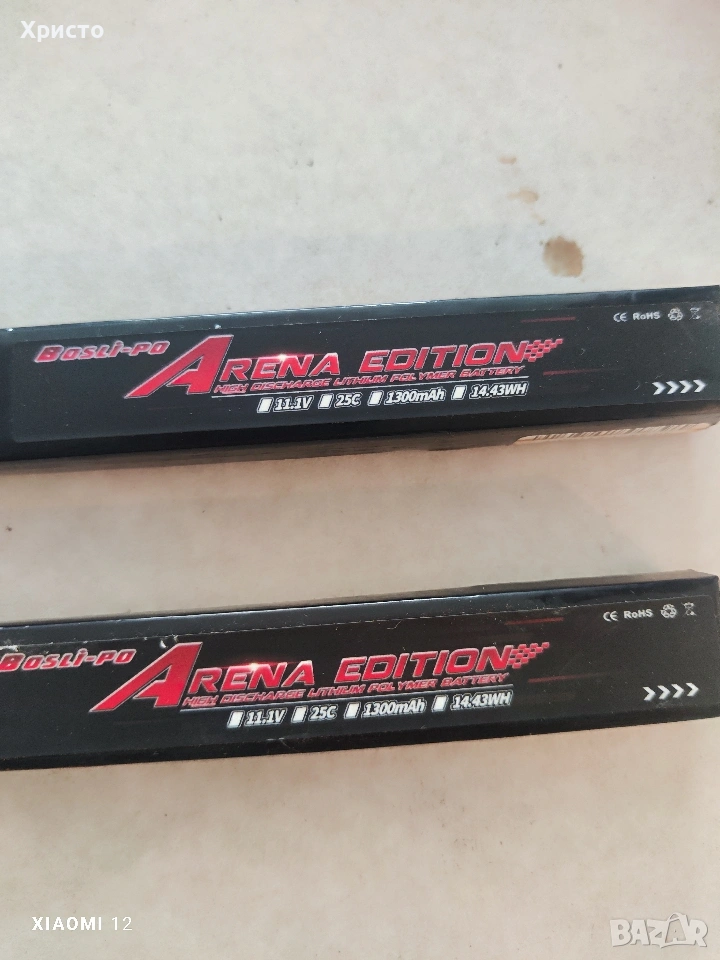 Христо
CE RoHS
BosLi-Po
ARENA EDITION
HIGH DISCHARGE LITHIUM POLYMER BATTERY
11.1V 25C 1300mAh 14.43WH
CE RoHS
BosLi-Po
ARENA EDITION
HIGH DISCHARGE LITHIUM POLYMER BATTERY
11.1V 25C 1300mAh 14.43WH
XIAOMI 12
BAZAR